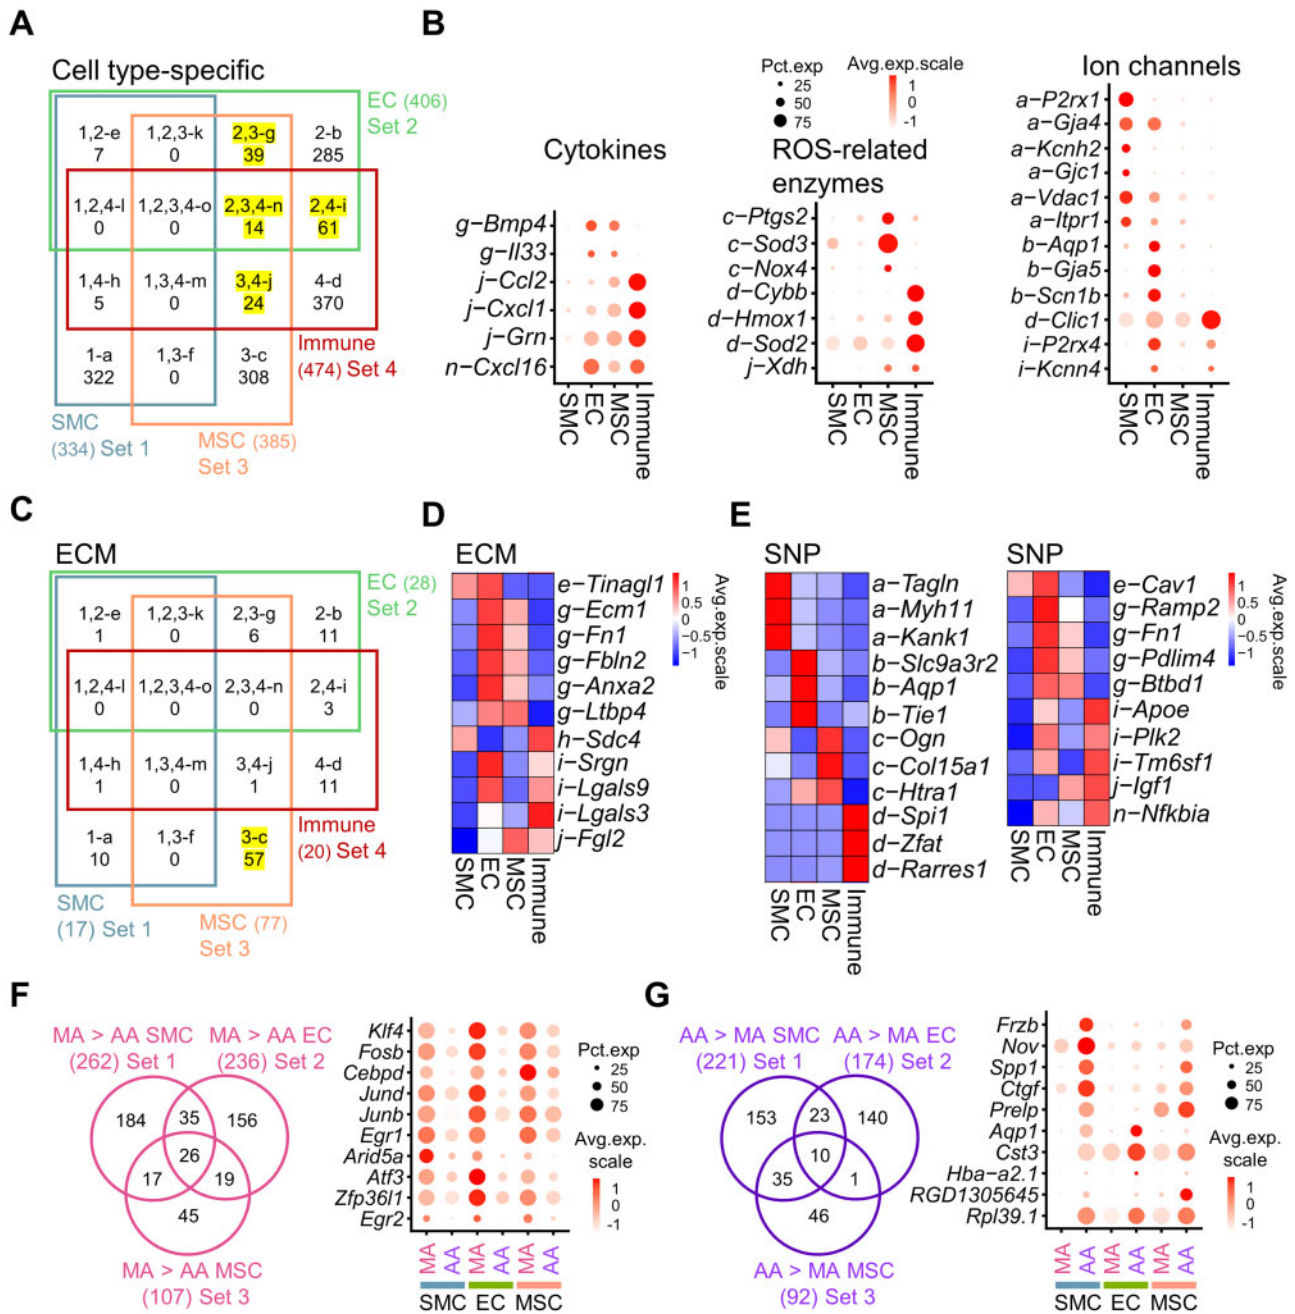 A
Cell type-specific
EC (406)
Set 2
1,2-e
7
1,2,3-k
0
2,3-g
39
2-b
285
1,2,4-l
0
1,2,3,4-o
0
2,3,4-n
14
2,4-i
61
1,4-h
5
1,3,4-m
0
3,4-j
24
4-d
370
1-a
322
1,3-f
0
3-c
308
Immune
(474) Set 4
SMC
(334) Set 1
MSC (385)
Set 3
B
Pct.exp
25
50
75
Avg.exp.scale
1
0
-1
Cytokines
g-Bmp4
g-Il33
j-Ccl2
j-Cxcl1
j-Grn
n-Cxcl16
SMC
EC
MSC
Immune
ROS-related
enzymes
c-Ptgs2
c-Sod3
c-Nox4
d-Cybb
d-Hmox1
d-Sod2
j-Xdh
SMC
EC
MSC
Immune
Ion channels
a-P2rx1
a-Gja4
a-Kcnh2
a-Gjc1
a-Vdac1
a-Itpr1
b-Aqp1
b-Gja5
b-Scn1b
d-Clic1
i-P2rx4
i-Kcnn4
SMC
EC
MSC
Immune
C
ECM
EC (28)
Set 2
1,2-e
1
1,2,3-k
0
2,3-g
6
2-b
11
1,2,4-l
0
1,2,3,4-o
0
2,3,4-n
0
2,4-i
3
1,4-h
1
1,3,4-m
0
3,4-j
1
4-d
11
1-a
10
1,3-f
0
3-c
57
Immune
(20) Set 4
SMC
(17) Set 1
MSC (77)
Set 3
D
ECM
e-Tinagl1
g-Ecm1
g-Fn1
g-Fbln2
g-Anxa2
g-Ltbp4
h-Sdc4
i-Srgn
i-Lgals9
i-Lgals3
j-Fgl2
SMC
EC
MSC
Immune
1
0.5
0
-0.5
-1
Avg.exp.scale
E
SNP
a-Tagln
a-Myh11
a-Kank1
b-Slc9a3r2
b-Aqp1
b-Tie1
c-Ogn
c-Col15a1
c-Htra1
d-Spi1
d-Zfat
d-Rarres1
SMC
EC
MSC
Immune
SNP
e-Cav1
g-Ramp2
g-Fn1
g-Pdlim4
g-Btbd1
i-Apoe
i-Plk2
i-Tm6sf1
j-Igf1
n-Nfkbia
SMC
EC
MSC
Immune
1
0.5
0
-0.5
-1
Avg.exp.scale
F
MA > AA SMC
(262) Set 1
MA > AA EC
(236) Set 2
184
35
156
26
17
19
45
MA > AA MSC
(107) Set 3
Klf4
Fosb
Cebpd
Jund
Junb
Egr1
Arid5a
Atf3
Zfp36l1
Egr2
MA
AA
MA
AA
MA
AA
SMC
EC
MSC
Pct.exp
25
50
75
Avg.exp.
scale
1
0
-1
G
AA > MA SMC
(221) Set 1
AA > MA EC
(174) Set 2
153
23
140
10
35
1
46
AA > MA MSC
(92) Set 3
Frzb
Nov
Spp1
Ctgf
Prelp
Aqp1
Cst3
Hba-a2.1
RGD1305645
Rpl39.1
MA
AA
MA
AA
MA
AA
SMC
EC
MSC
Pct.exp
25
50
75
Avg.exp.
scale
1
0
-1